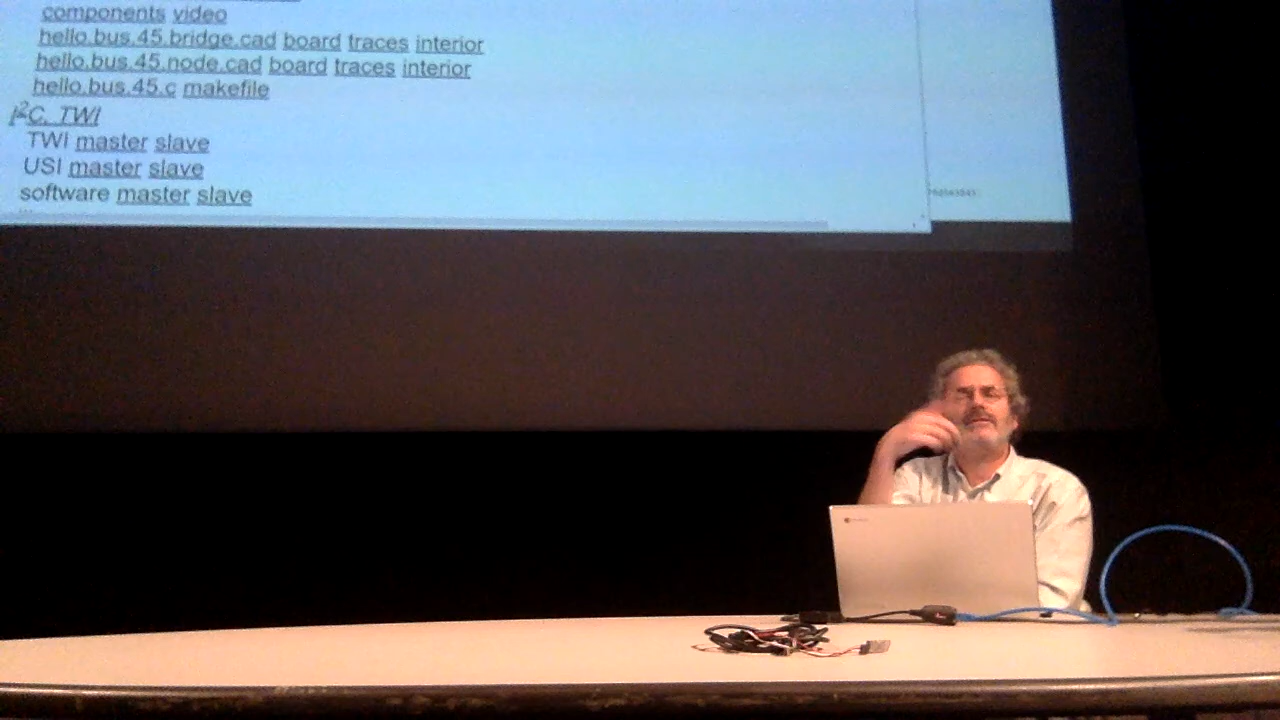 components video
hello.bus.45.bridge.cad board traces interior
hello.bus.45.node.cad board traces interior
hello.bus.45.c makefile
I²C, TWI
TWI master slave
USI master slave
software master slave